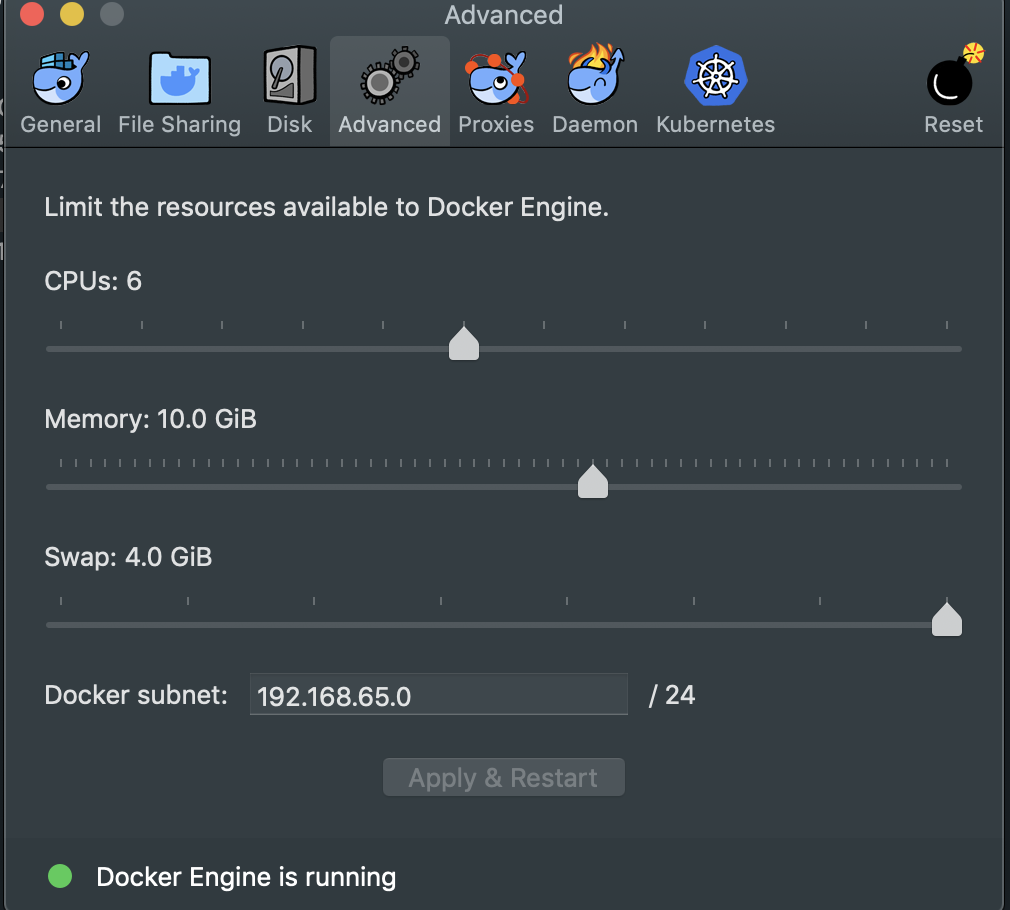 Advanced
General File Sharing Disk Advanced Proxies Daemon Kubernetes Reset
Limit the resources available to Docker Engine.
CPUs: 6
Memory: 10.0 GiB
Swap: 4.0 GiB
Docker subnet: 192.168.65.0 / 24
Apply & Restart
Docker Engine is running